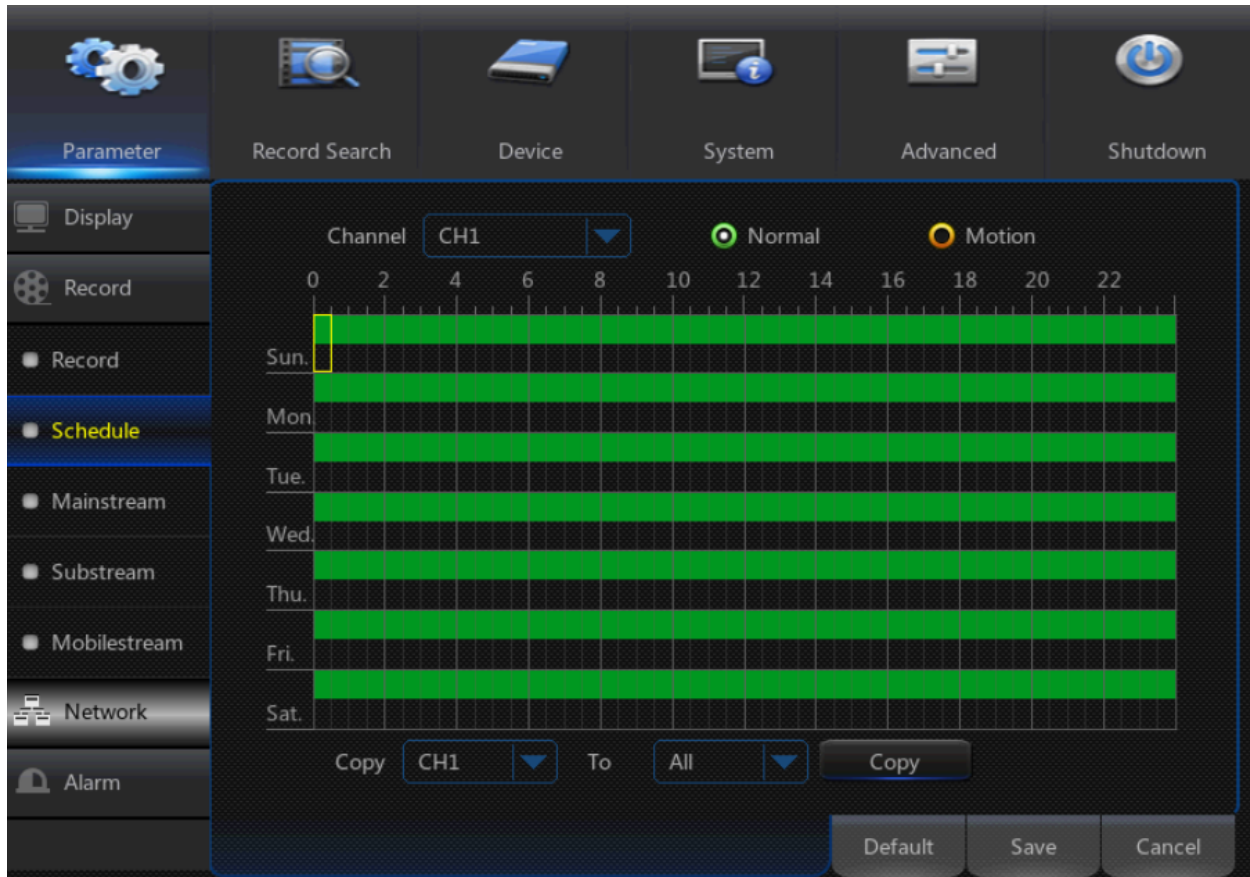 Parameter Record Search Device System Advanced Shutdown
Display
Record
Record
Schedule
Mainstream
Substream
Mobilestream
Network
Alarm
Channel CH1 Normal Motion
0 2 4 6 8 10 12 14 16 18 20 22
Sun.
Mon
Tue.
Wed.
Thu.
Fri.
Sat.
Copy CH1 To All Copy
Default Save Cancel